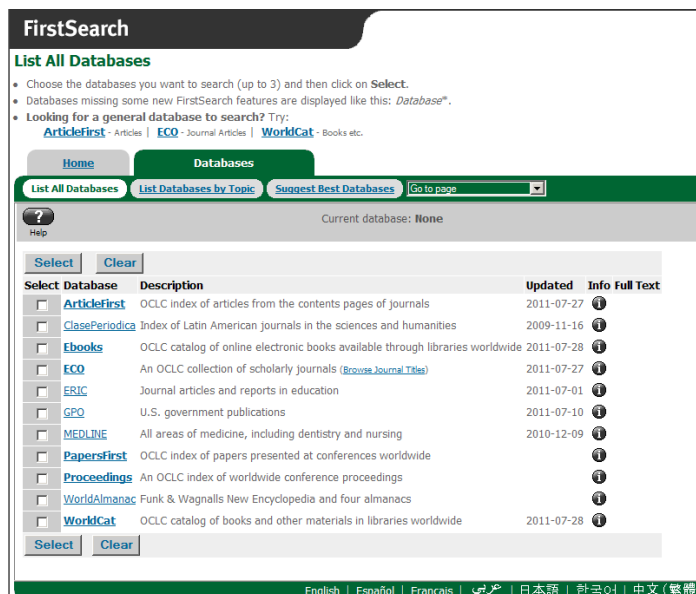 FirstSearch
List All Databases
• Choose the databases you want to search (up to 3) and then click on Select.
• Databases missing some new FirstSearch features are displayed like this: Database*.
• Looking for a general database to search? Try:
ArticleFirst - Articles | ECO - Journal Articles | WorldCat - Books etc.
Home Databases
List All Databases List Databases by Topic Suggest Best Databases Go to page
? Current database: None
Help
Select Clear
Select Database Description Updated Info Full Text
ArticleFirst OCLC index of articles from the contents pages of journals 2011-07-27
ClasePeriodica Index of Latin American journals in the sciences and humanities 2009-11-16
Ebooks OCLC catalog of online electronic books available through libraries worldwide 2011-07-28
ECO An OCLC collection of scholarly journals (Browse Journal Titles) 2011-07-27
ERIC Journal articles and reports in education 2011-07-01
GPO U.S. government publications 2011-07-10
MEDLINE All areas of medicine, including dentistry and nursing 2010-12-09
PapersFirst OCLC index of papers presented at conferences worldwide
Proceedings An OCLC index of worldwide conference proceedings
WorldAlmanac Funk & Wagnalls New Encyclopedia and four almanacs
WorldCat OCLC catalog of books and other materials in libraries worldwide 2011-07-28
Select Clear
English | Español | Français | عربي | 日本語 | 한국어 | 中文(繁體